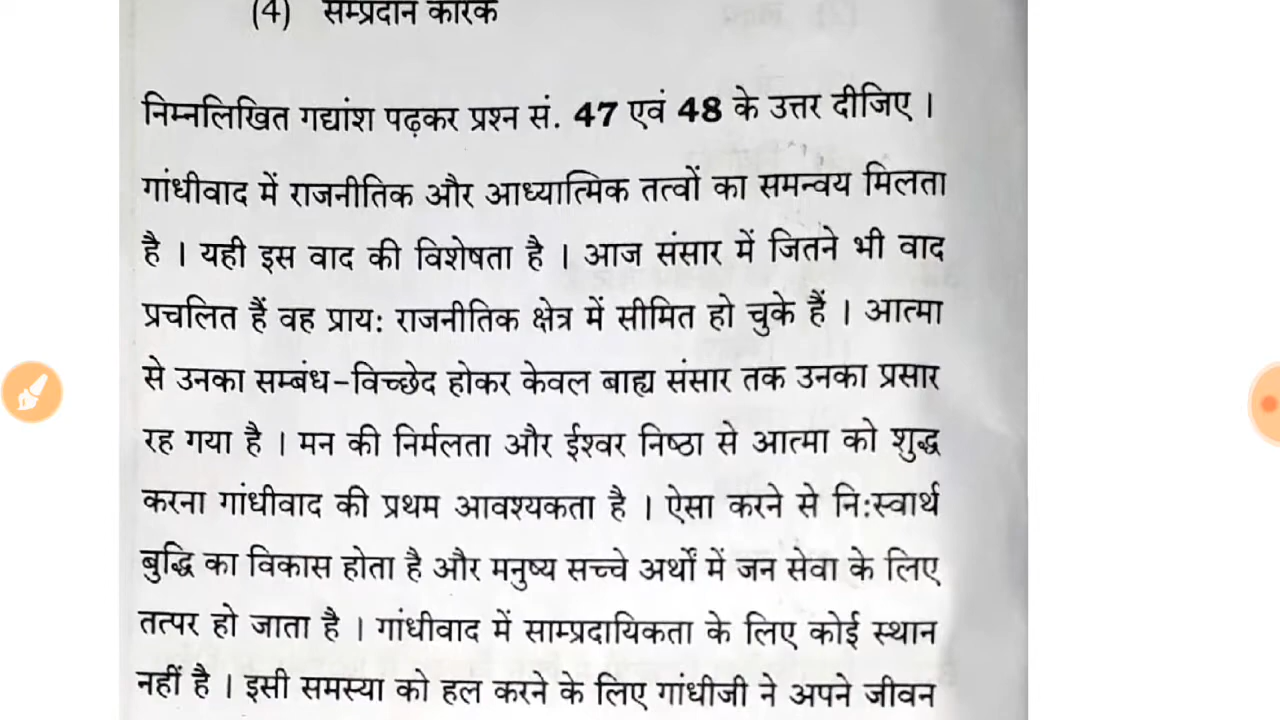 (4) सम्प्रदान कारक
निम्नलिखित गद्यांश पढ़कर प्रश्न सं. 47 एवं 48 के उत्तर दीजिए ।
गांधीवाद में राजनीतिक और आध्यात्मिक तत्वों का समन्वय मिलता
है । यही इस वाद की विशेषता है । आज संसार में जितने भी वाद
प्रचलित हैं वह प्रायः राजनीतिक क्षेत्र में सीमित हो चुके हैं । आत्मा
से उनका सम्बंध-विच्छेद होकर केवल बाह्य संसार तक उनका प्रसार
रह गया है । मन की निर्मलता और ईश्वर निष्ठा से आत्मा को शुद्ध
करना गांधीवाद की प्रथम आवश्यकता है । ऐसा करने से निःस्वार्थ
बुद्धि का विकास होता है और मनुष्य सच्चे अर्थों में जन सेवा के लिए
तत्पर हो जाता है । गांधीवाद में साम्प्रदायिकता के लिए कोई स्थान
नहीं है । इसी समस्या को हल करने के लिए गांधीजी ने अपने जीवन